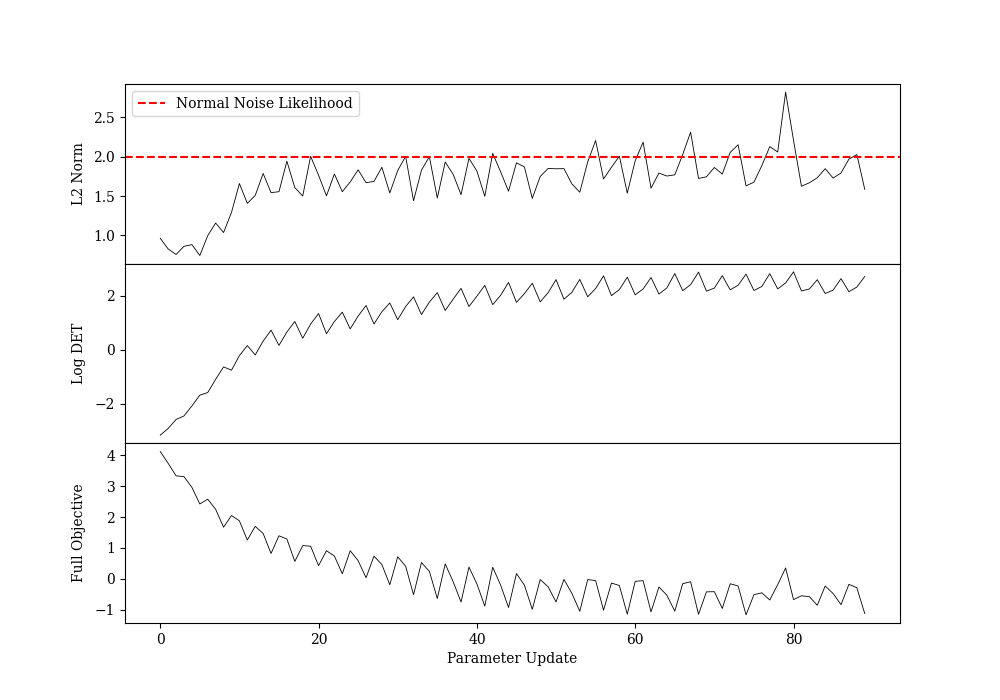 Normal Noise Likelihood
L2 Norm
2.5
2.0
1.5
1.0
Log DET
2
0
−2
Full Objective
4
3
2
1
0
−1
0 20 40 60 80
Parameter Update